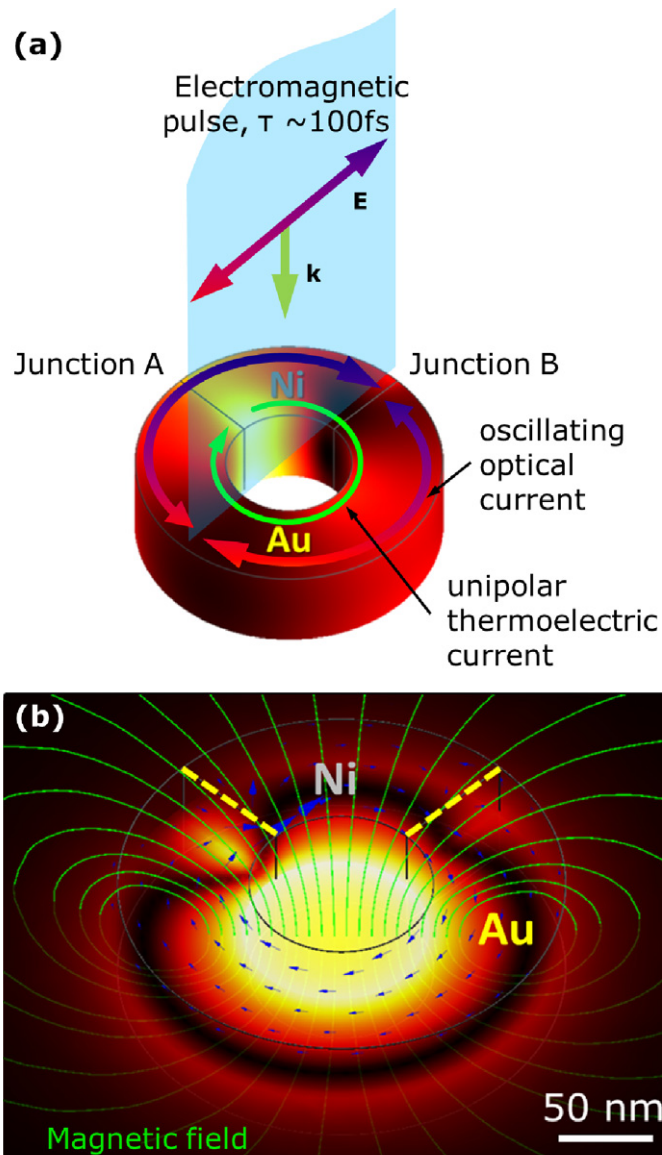 (a)
Electromagnetic
pulse, τ ~100fs
E
k
Junction A
Junction B
Ni
oscillating
optical
current
Au
unipolar
thermoelectric
current
(b)
Ni
Au
50 nm
Magnetic field